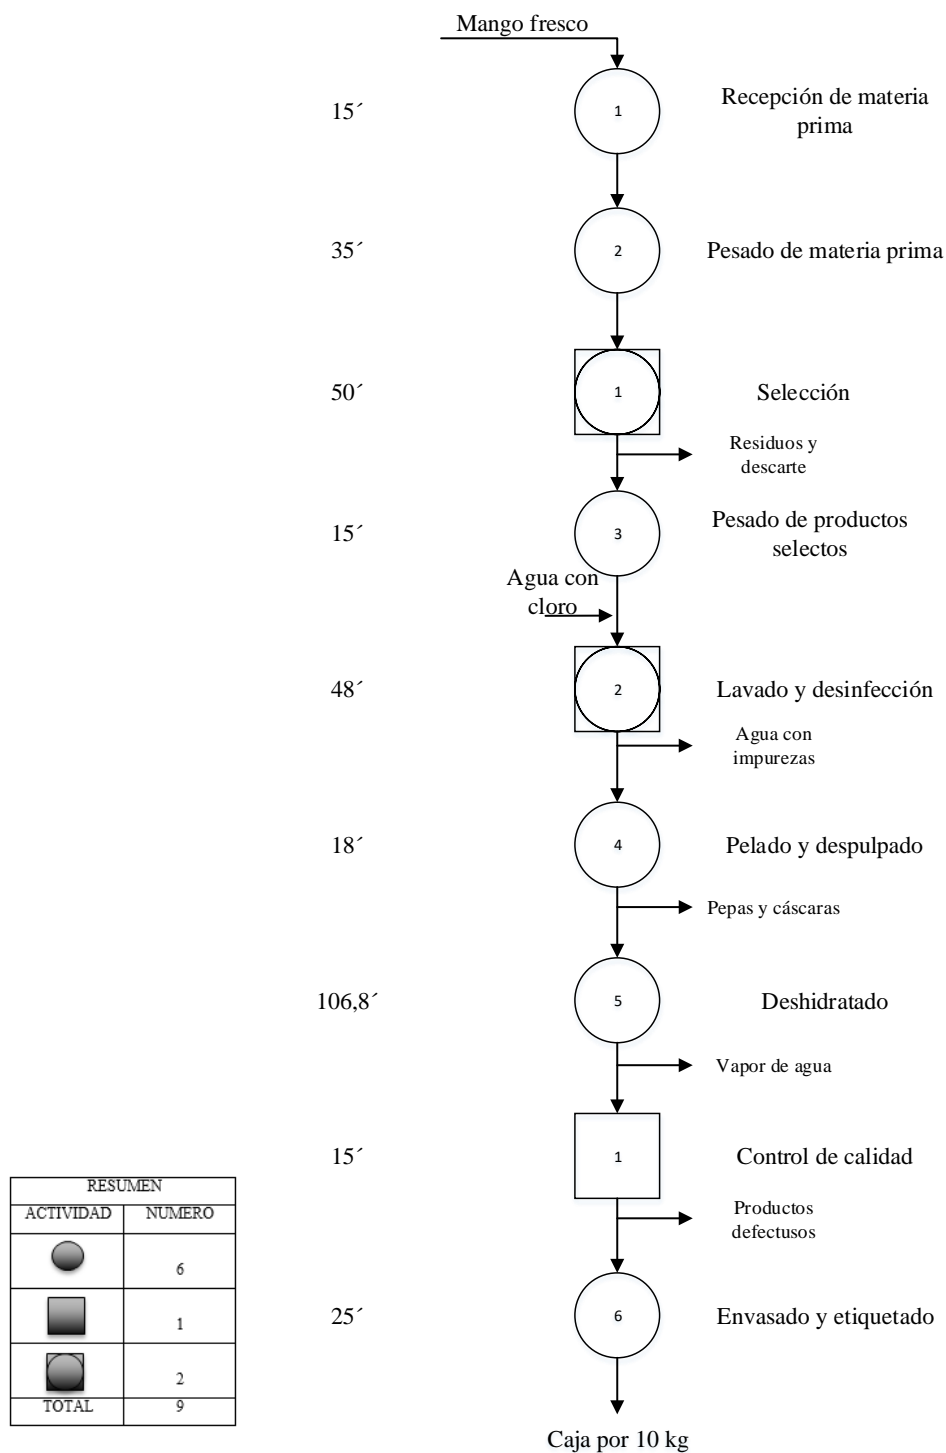 Mango fresco
15´
1
Recepción de materia
prima
35´
2
Pesado de materia prima
50´
1
Selección
Residuos y
descarte
15´
3
Pesado de productos
selectos
Agua con
cloro
48´
2
Lavado y desinfección
Agua con
impurezas
18´
4
Pelado y despulpado
Pepas y cáscaras
106,8´
5
Deshidratado
Vapor de agua
15´
1
Control de calidad
Productos
defectusos
25´
6
Envasado y etiquetado
Caja por 10 kg
RESUMEN
ACTIVIDAD NUMERO
6
1
2
TOTAL 9